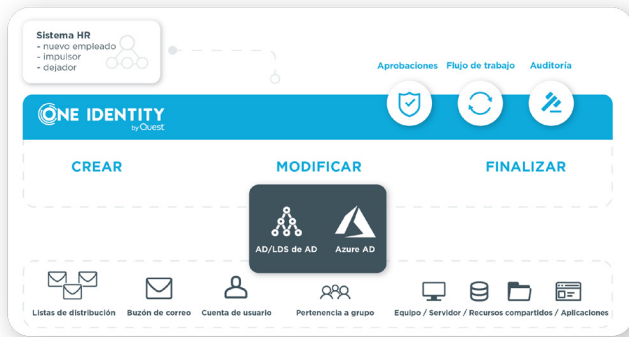 Sistema HR
- nuevo empleado
- impulsor
- dejador
Aprobaciones Flujo de trabajo Auditoría
ONE IDENTITY
by Quest
CREAR MODIFICAR FINALIZAR
AD/LDS de AD Azure AD
Listas de distribución Buzón de correo Cuenta de usuario Pertenencia a grupo Equipo / Servidor / Recursos compartidos / Aplicaciones